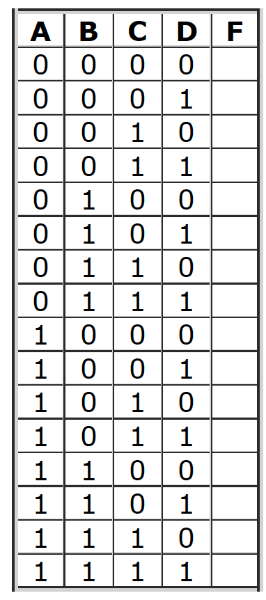 A B C D F
0 0 0 0
0 0 0 1
0 0 1 0
0 0 1 1
0 1 0 0
0 1 0 1
0 1 1 0
0 1 1 1
1 0 0 0
1 0 0 1
1 0 1 0
1 0 1 1
1 1 0 0
1 1 0 1
1 1 1 0
1 1 1 1